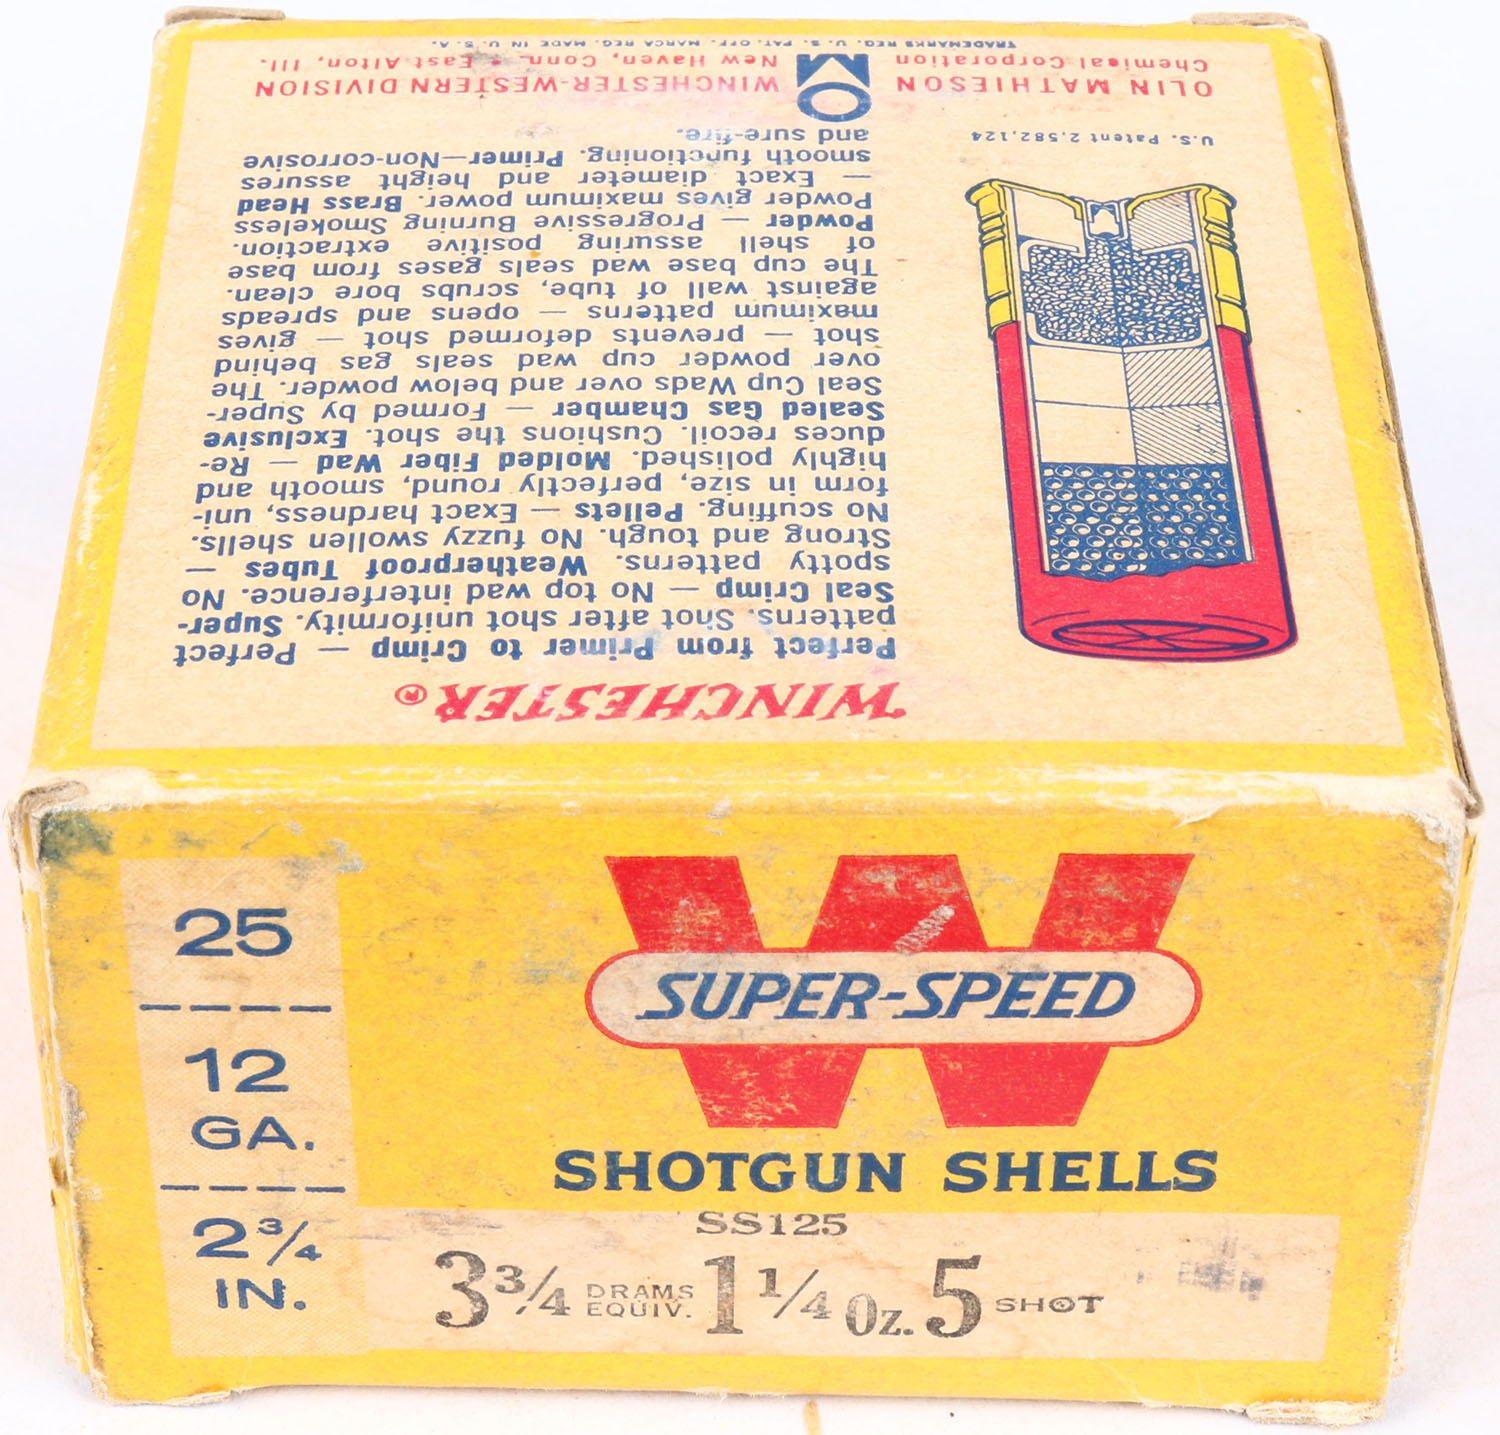 WINCHESTER®
Perfect from Primer to Crimp — Perfect
patterns. Shot after shot uniformity. Super-
Seal Crimp — No top wad interference. No
spotty patterns. Weatherproof Tubes —
Strong and tough. No fuzzy swollen shells.
No scuffing. Pellets — Exact hardness, uni-
form in size, perfectly round, smooth and
highly polished. Molded Fiber Wad — Re-
duces recoil. Cushions the shot. Exclusive
Sealed Gas Chamber — Formed by Super-
Seal Cup Wads over and below powder. The
over powder cup wad seals gas behind
shot — prevents deformed shot — gives
maximum patterns — opens and spreads
against wall of tube, scrubs bore clean.
The cup base wad seals gases from base
of shell assuring positive extraction.
Powder — Progressive Burning Smokeless
Powder gives maximum power. Brass Head
— Exact diameter and height assures
smooth functioning. Primer—Non-corrosive
and sure-fire.
U.S. Patent 2,582,124
OLIN MATHIESON
Chemical Corporation
WINCHESTER-WESTERN DIVISION
New Haven, Conn. • East Alton, Ill.
TRADEMARKS REG. U. S. PAT. OFF. MARCA REG. MADE IN U. S. A.
25
12
GA.
2 3/4
IN.
W
SUPER-SPEED
SHOTGUN SHELLS
SS125
3 3/4 DRAMS EQUIV. 1 1/4 Oz. 5 SHOT